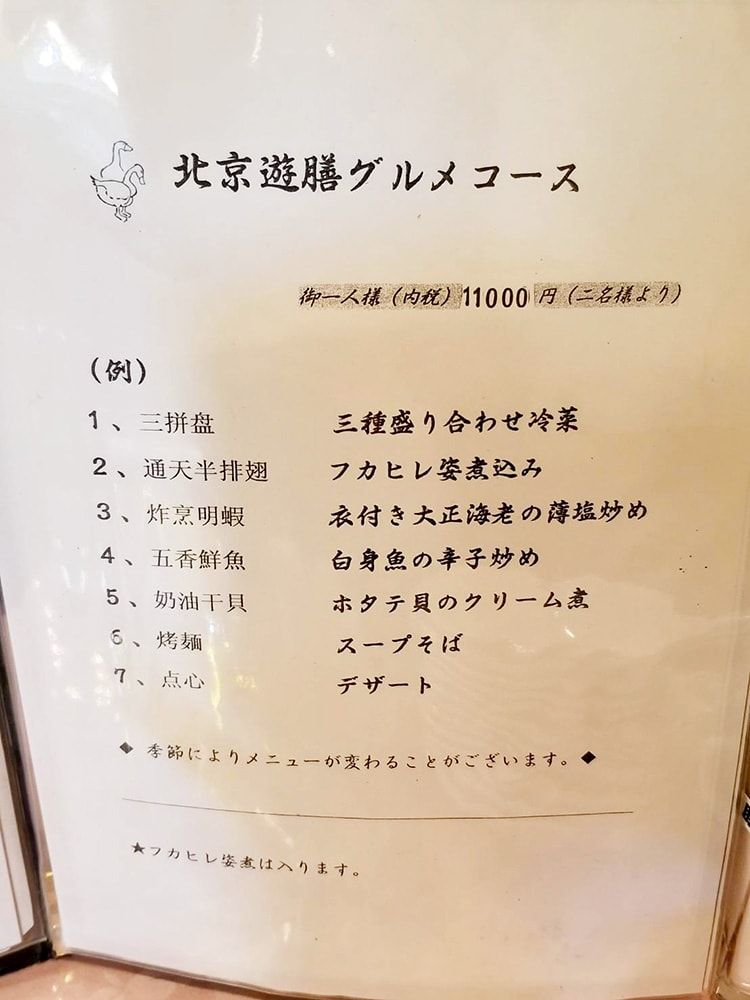 北京遊膳グルメコース
御一人様（内税）11000円（二名様より）
（例）
1、三拼盘 三種盛り合わせ冷菜
2、通天半排翅 フカヒレ姿煮込み
3、炸烹明蝦 衣付き大正海老の薄塩炒め
4、五香鮮魚 白身魚の辛子炒め
5、奶油干貝 ホタテ貝のクリーム煮
6、烤麺 スープそば
7、点心 デザート
◆ 季節によりメニューが変わることがございます。◆
★フカヒレ姿煮は入ります。